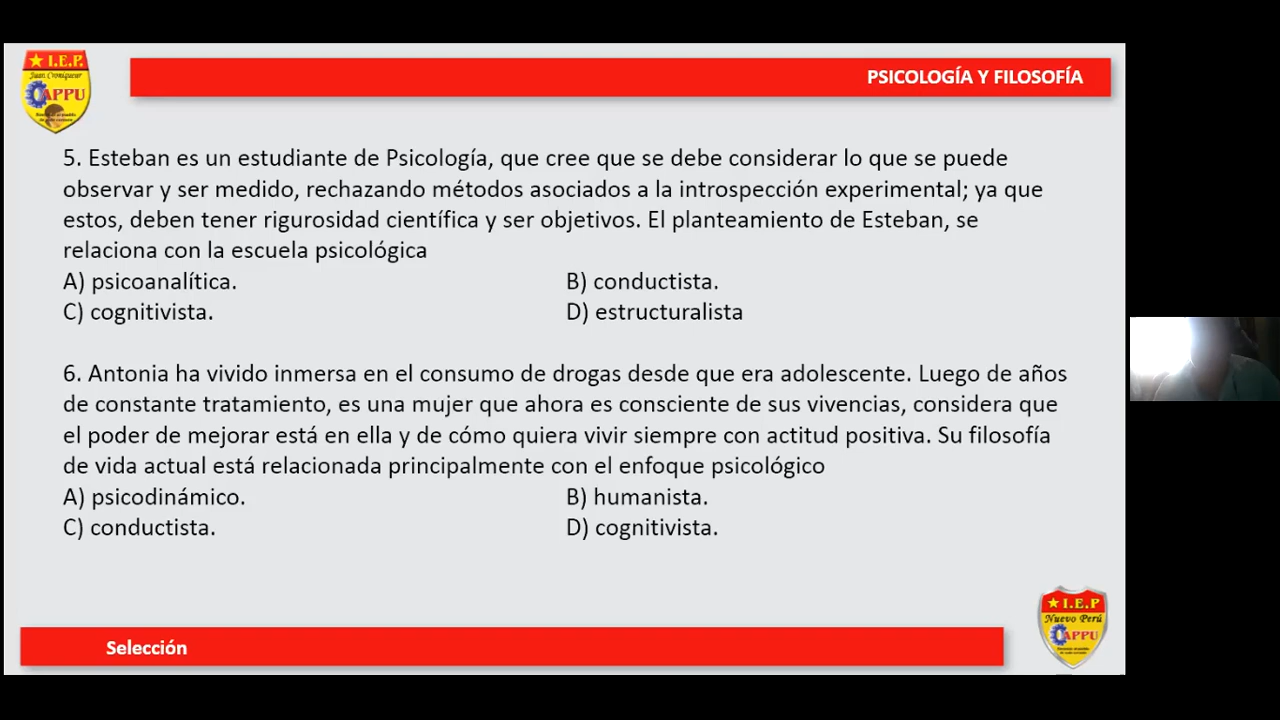 ★ I.E.P.
Juan Croniqueur
CAPPU
PSICOLOGÍA Y FILOSOFÍA
5. Esteban es un estudiante de Psicología, que cree que se debe considerar lo que se puede
observar y ser medido, rechazando métodos asociados a la introspección experimental; ya que
estos, deben tener rigurosidad científica y ser objetivos. El planteamiento de Esteban, se
relaciona con la escuela psicológica
A) psicoanalítica. B) conductista.
C) cognitivista. D) estructuralista
6. Antonia ha vivido inmersa en el consumo de drogas desde que era adolescente. Luego de años
de constante tratamiento, es una mujer que ahora es consciente de sus vivencias, considera que
el poder de mejorar está en ella y de cómo quiera vivir siempre con actitud positiva. Su filosofía
de vida actual está relacionada principalmente con el enfoque psicológico
A) psicodinámico. B) humanista.
C) conductista. D) cognitivista.
★ I.E.P
Nuevo Perú
CAPPU
Selección